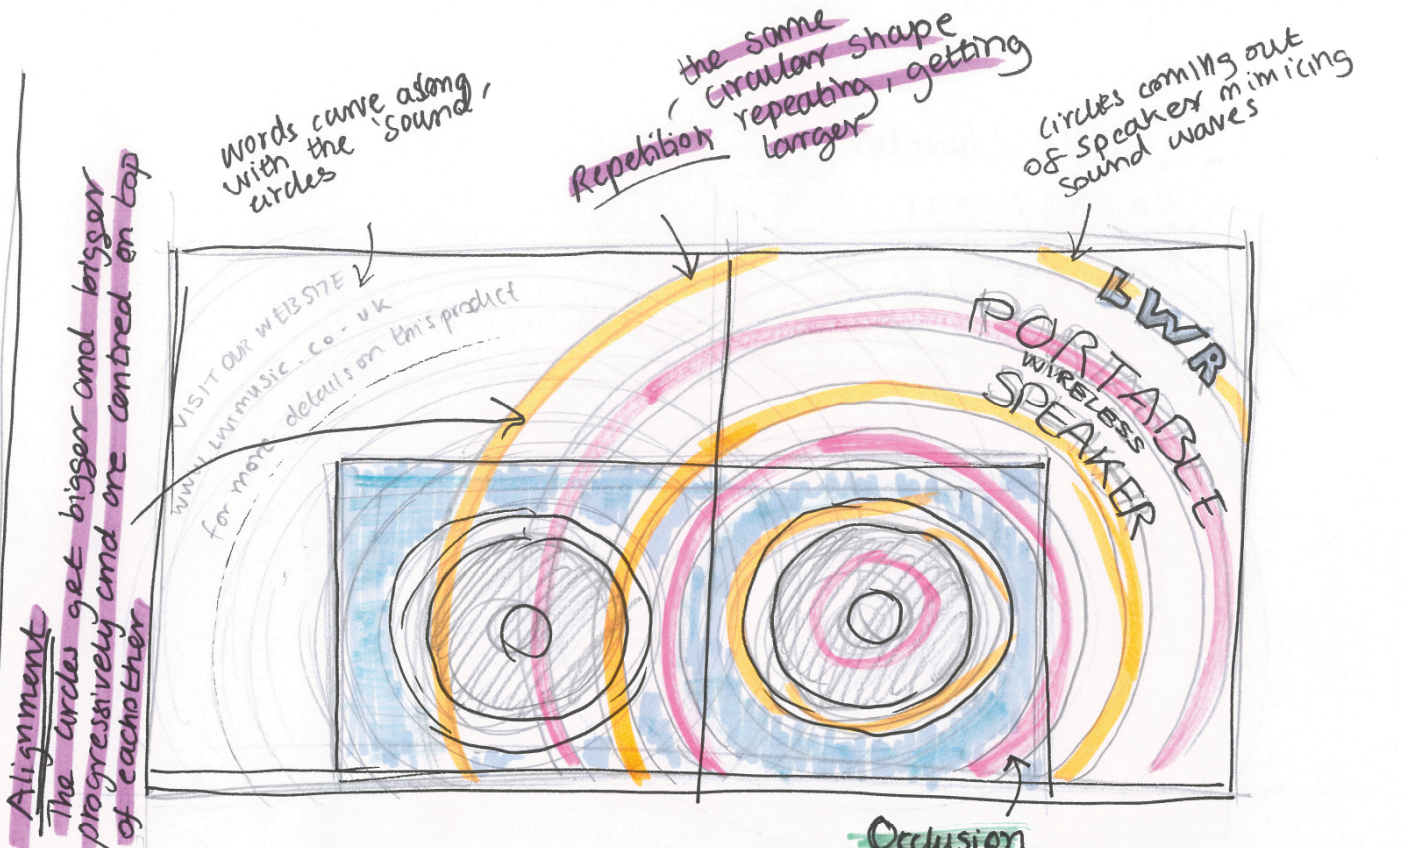 words curve along
with the 'sound'
circles
Repetition
the same
circular shape
repeating, getting
larger
circles coming out
of speaker mimicing
sound waves
Alignment
The circles get bigger and bigger
progressively and are centred on top
of eachother
VISIT OUR WEBSITE
www.lwrmusic.co.uk
for more details on this product
LWR
PORTABLE
WIRELESS
SPEAKER
Occlusion